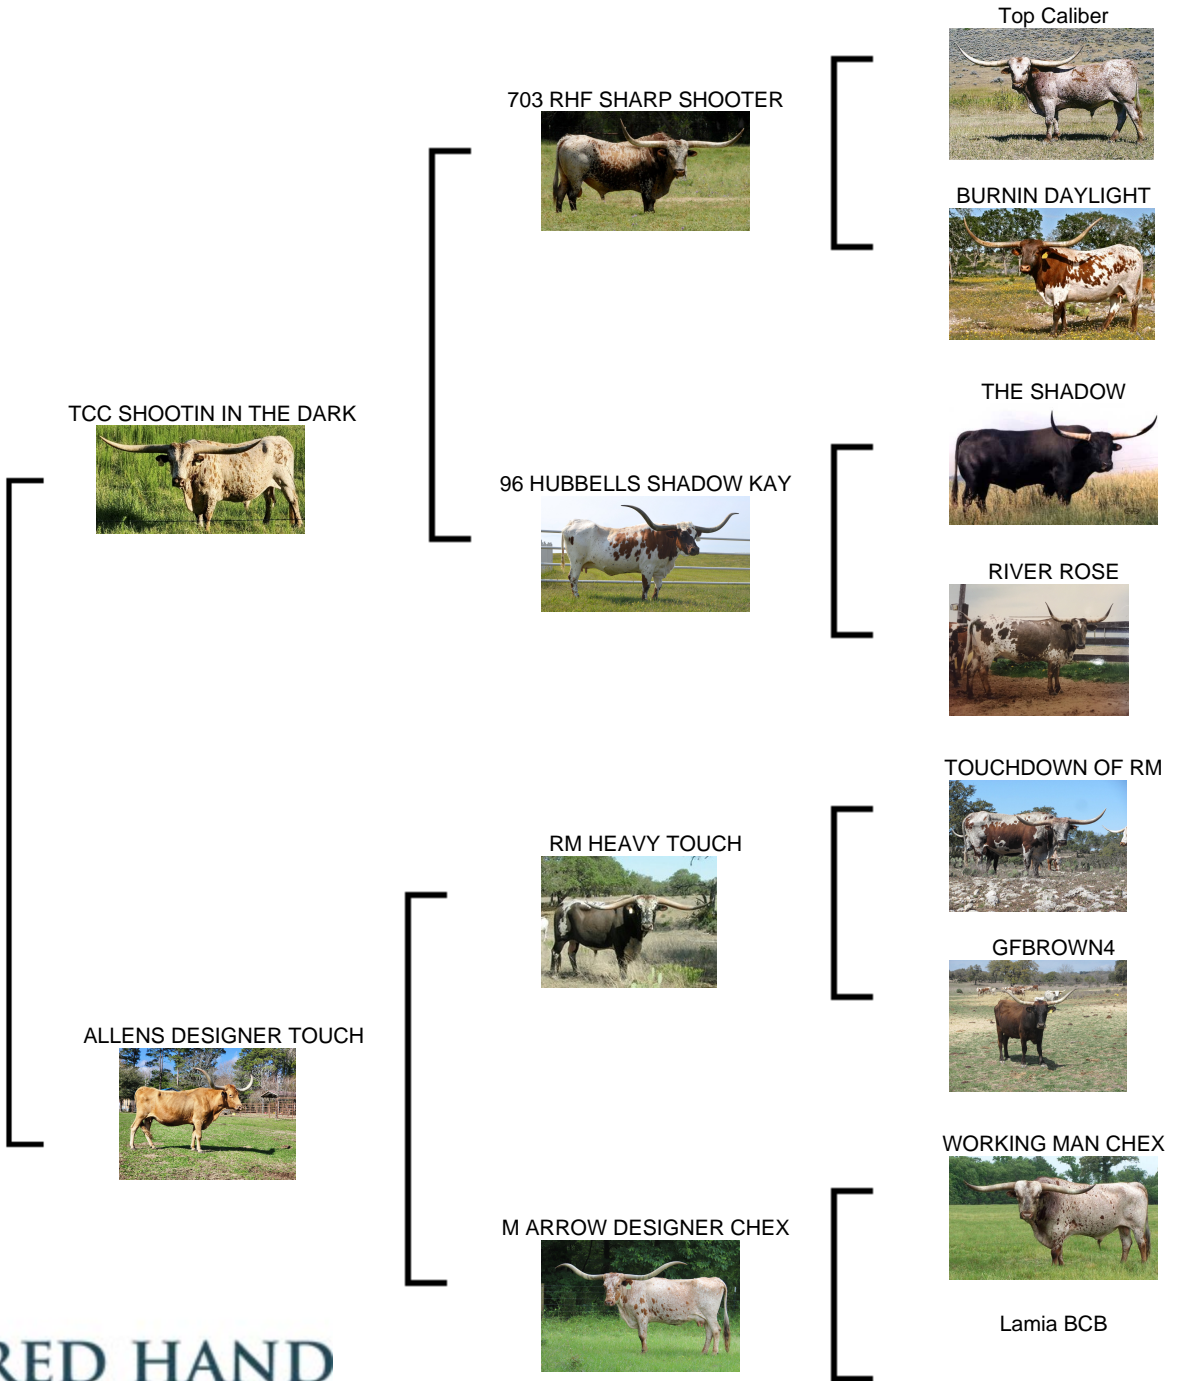 Top Caliber
703 RHF SHARP SHOOTER
BURNIN DAYLIGHT
TCC SHOOTIN IN THE DARK
THE SHADOW
96 HUBBELLS SHADOW KAY
RIVER ROSE
TOUCHDOWN OF RM
RM HEAVY TOUCH
GFBROWN4
ALLENS DESIGNER TOUCH
WORKING MAN CHEX
M ARROW DESIGNER CHEX
Lamia BCB
RED HAND